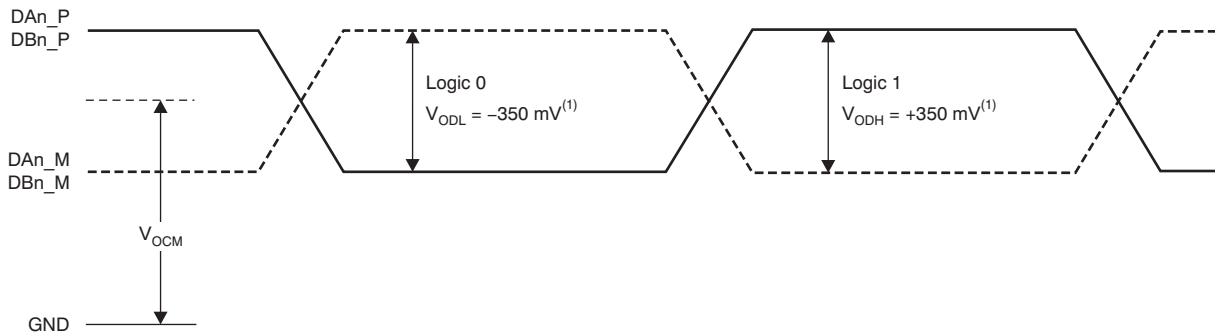 DAn_P
DBn_P
Logic 0
V_ODL = –350 mV(1)
Logic 1
V_ODH = +350 mV(1)
DAn_M
DBn_M
V_OCM
GND